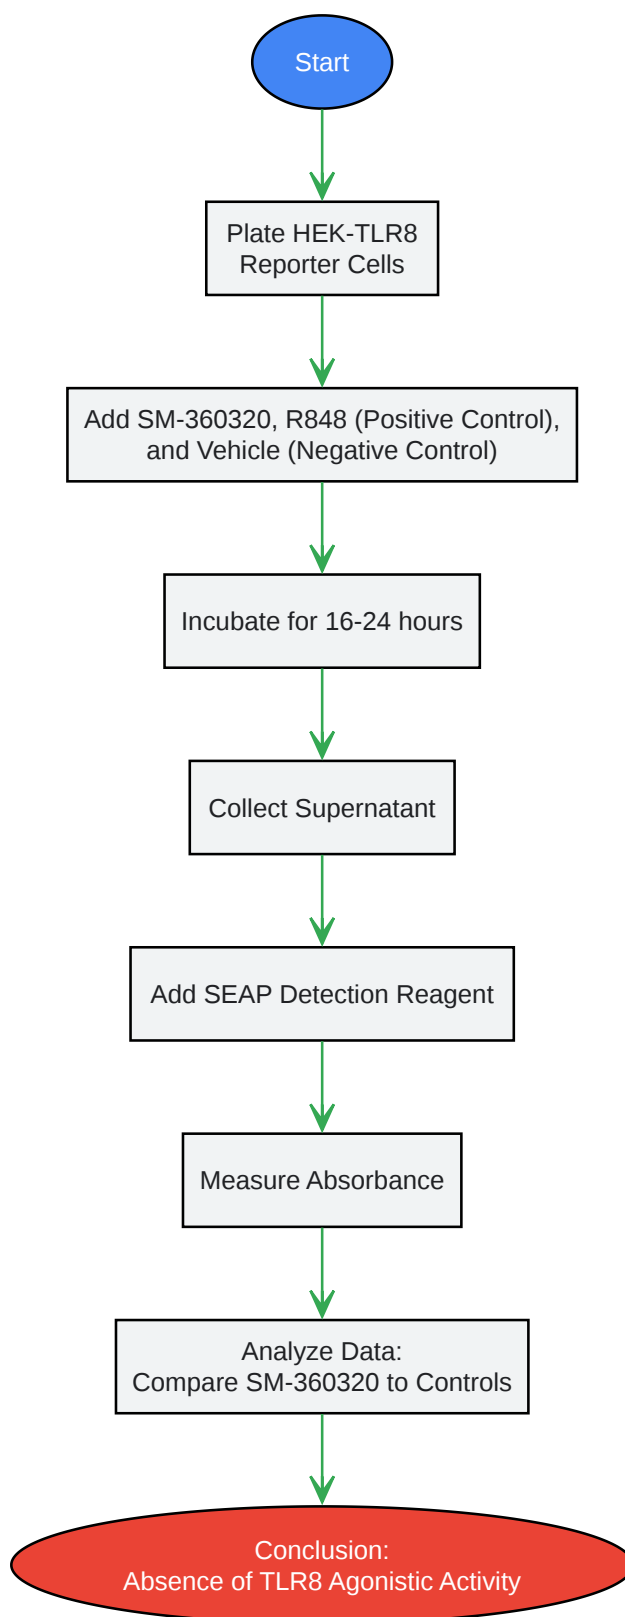 Start
Plate HEK-TLR8
Reporter Cells
Add SM-360320, R848 (Positive Control),
and Vehicle (Negative Control)
Incubate for 16-24 hours
Collect Supernatant
Add SEAP Detection Reagent
Measure Absorbance
Analyze Data:
Compare SM-360320 to Controls
Conclusion:
Absence of TLR8 Agonistic Activity